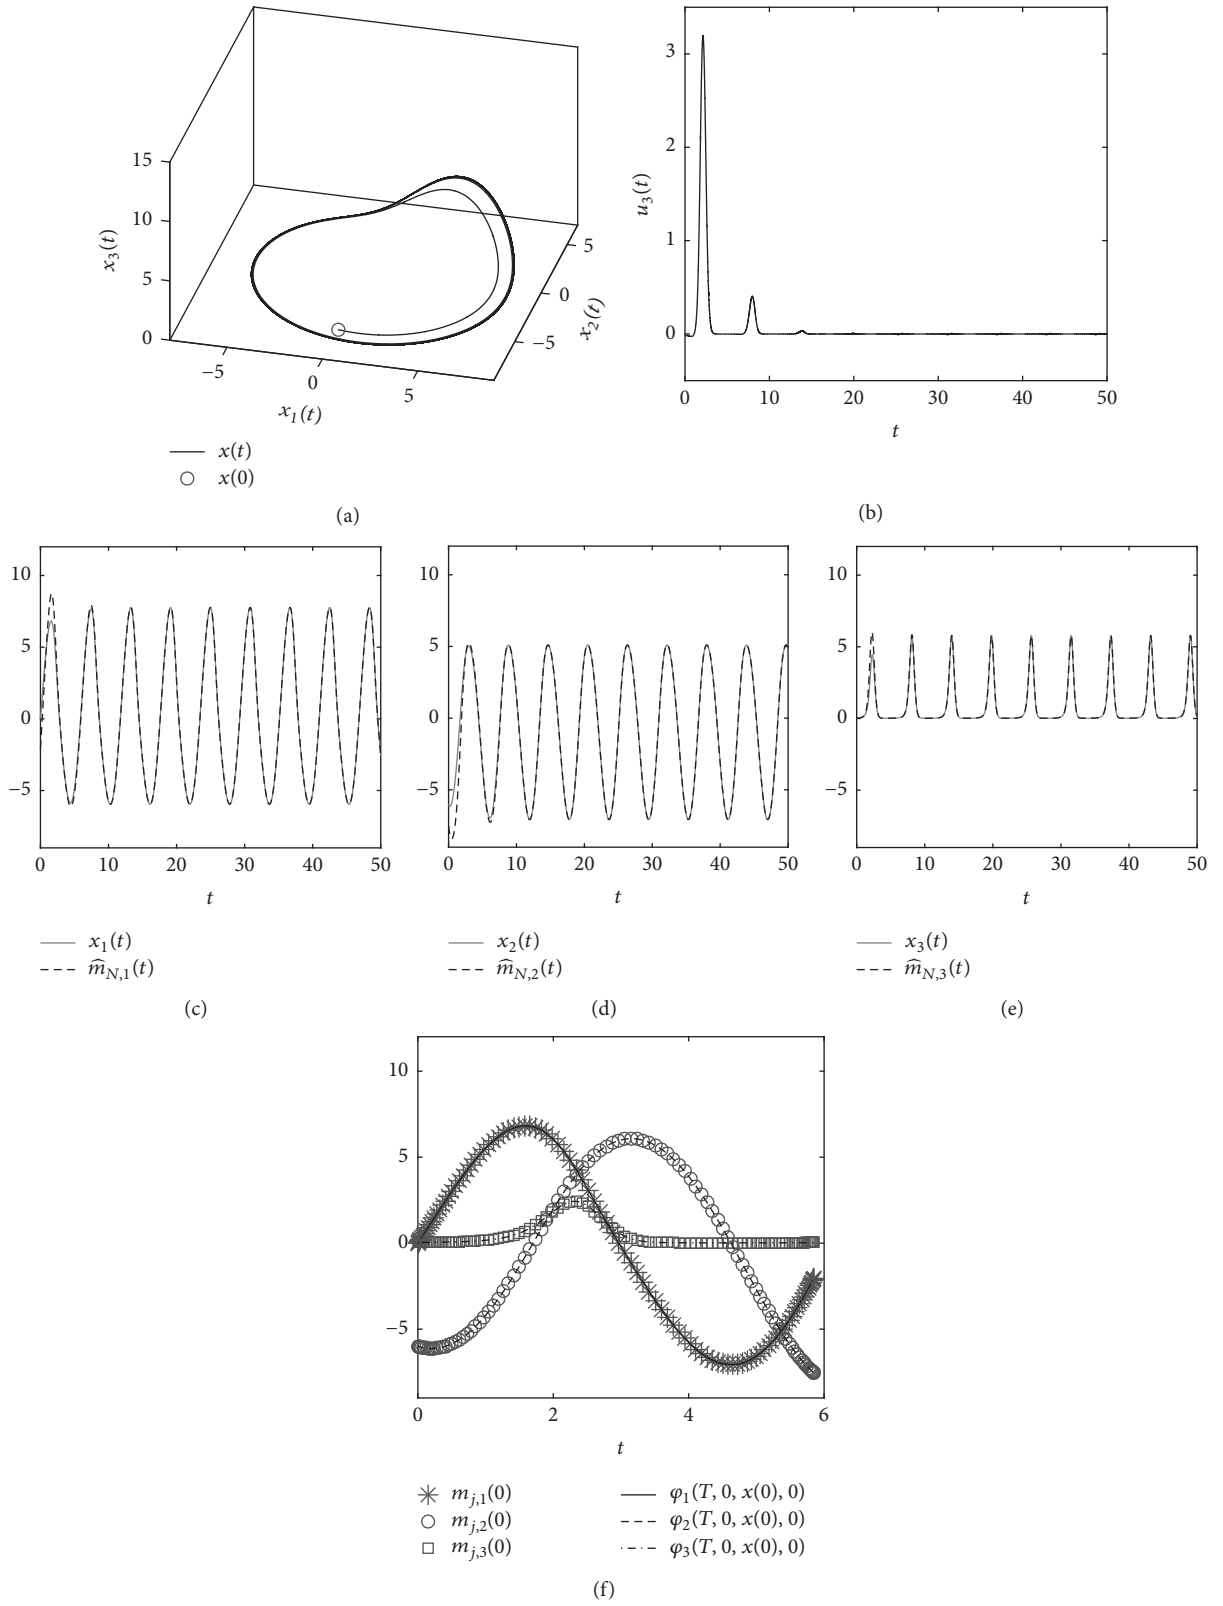 15
10
5
0
x₃(t)
−5
0
5
x₁(t)
5
0
−5
x₂(t)
x(t)
x(0)
(a)
3
2
1
0
u₃(t)
0 10 20 30 40 50
t
(b)
10
5
0
−5
0 10 20 30 40 50
t
x₁(t)
m̂_{N,1}(t)
(c)
10
5
0
−5
0 10 20 30 40 50
t
x₂(t)
m̂_{N,2}(t)
(d)
10
5
0
−5
0 10 20 30 40 50
t
x₃(t)
m̂_{N,3}(t)
(e)
10
5
0
−5
0 2 4 6
t
m_{j,1}(0)
m_{j,2}(0)
m_{j,3}(0)
φ₁(T, 0, x(0), 0)
φ₂(T, 0, x(0), 0)
φ₃(T, 0, x(0), 0)
(f)